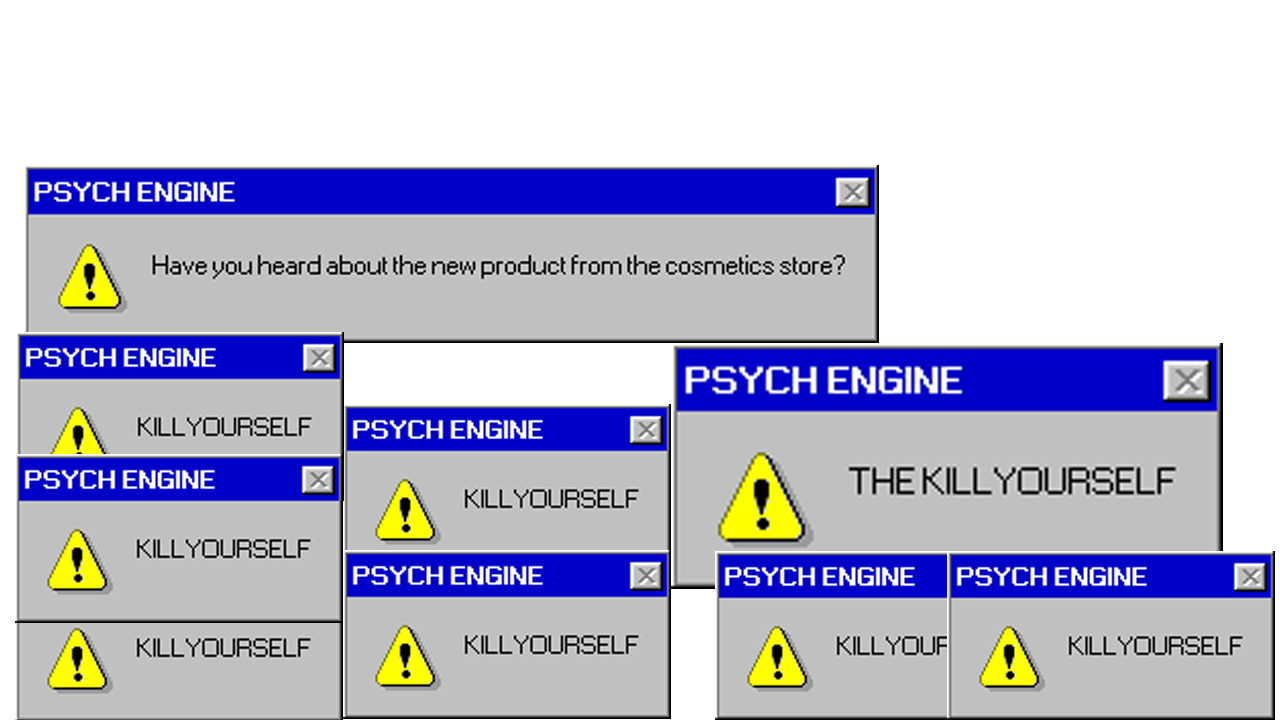 PSYCH ENGINE
Have you heard about the new product from the cosmetics store?
PSYCH ENGINE
KILLYOURSELF
PSYCH ENGINE
THE KILLYOURSELF
PSYCH ENGINE
KILLYOURSELF
PSYCH ENGINE
KILLYOURSELF
PSYCH ENGINE
KILLYOURSELF
PSYCH ENGINE
PSYCH ENGINE
KILLYOURSELF
KILLYOURSELF